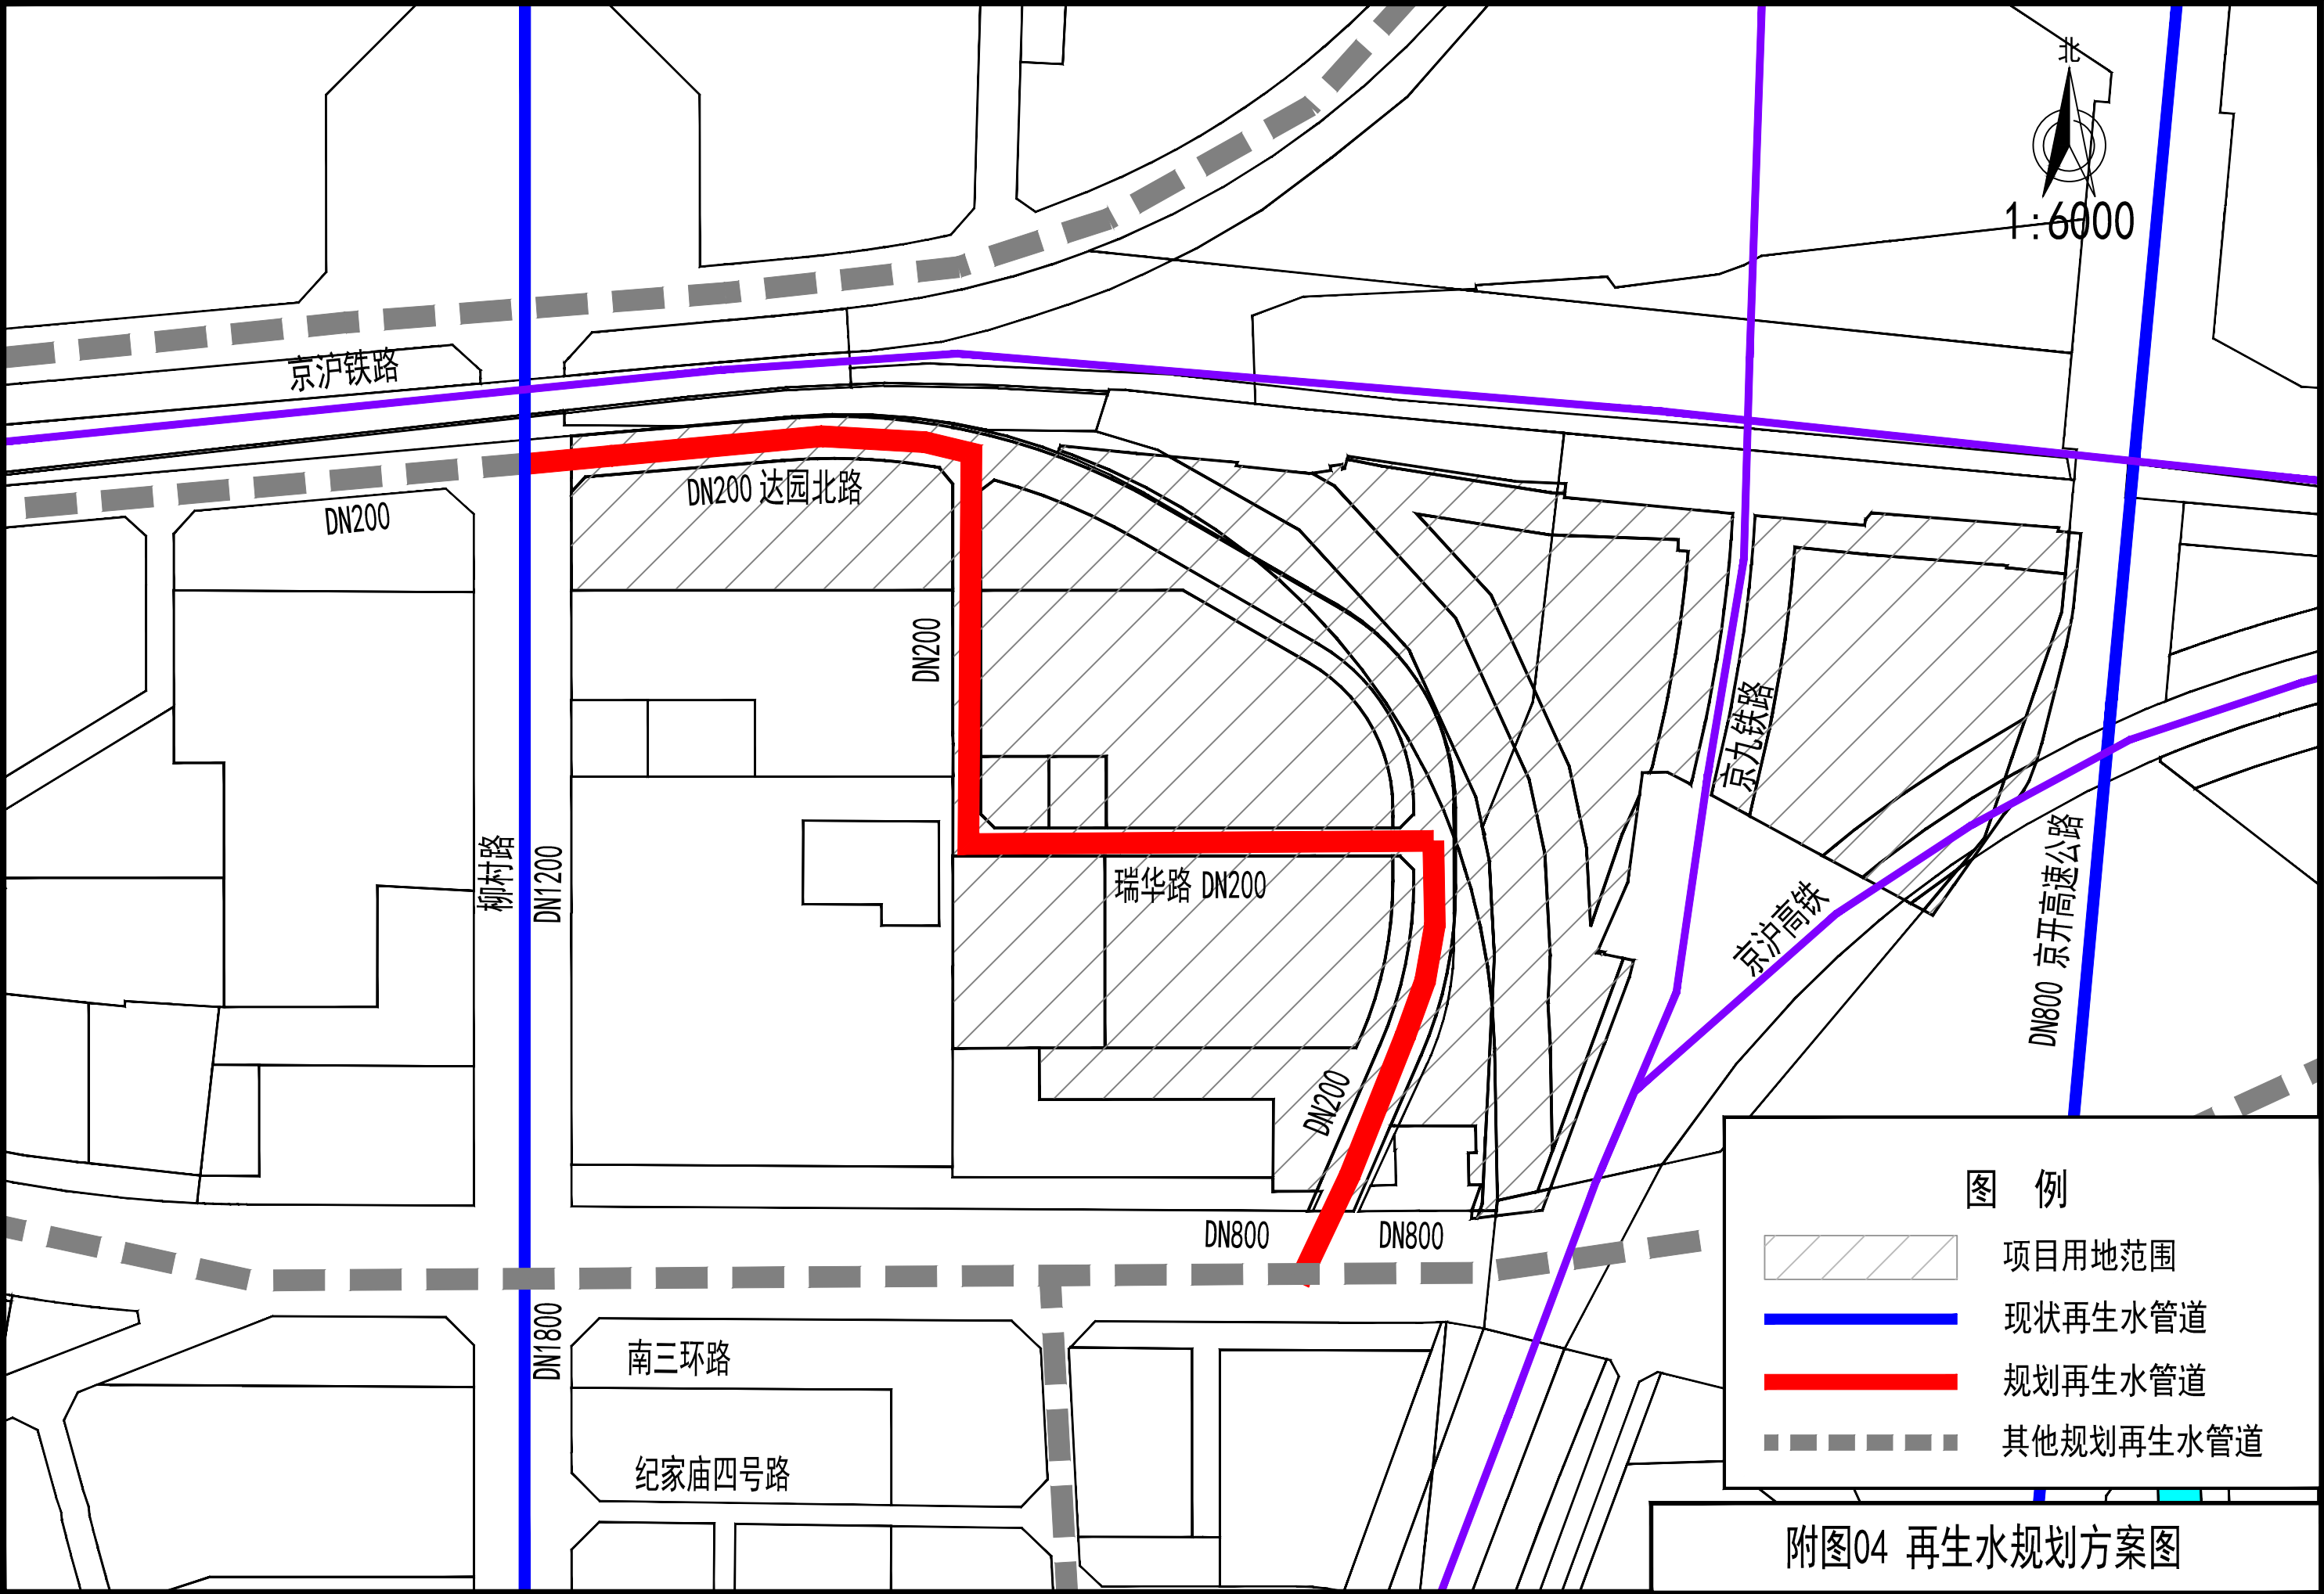 北
1:6000
京沪铁路
DN200 达园北路
DN200
DN200
京九铁路
柳村路
DN1200
瑞华路 DN200
京沪高铁
DN800 京开高速公路
DN200
DN800
DN800
DN1800
南三环路
纪家庙四号路
图 例
项目用地范围
现状再生水管道
规划再生水管道
其他规划再生水管道
附图04 再生水规划方案图